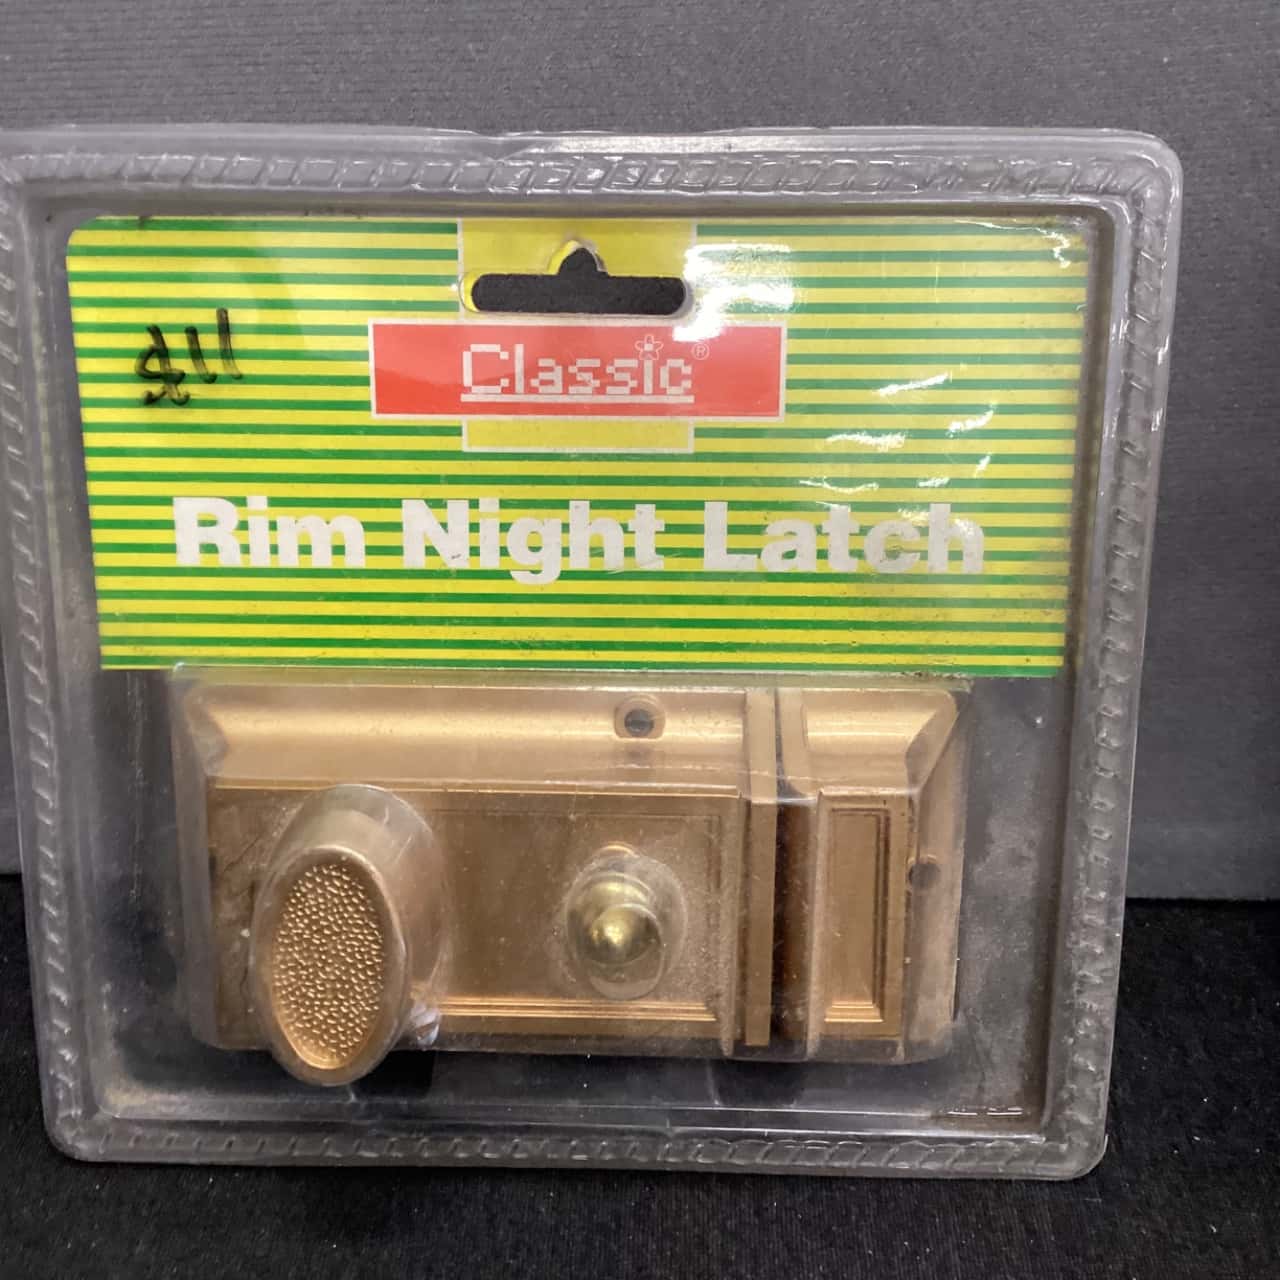 $11
Classic®
Rim Night Latch